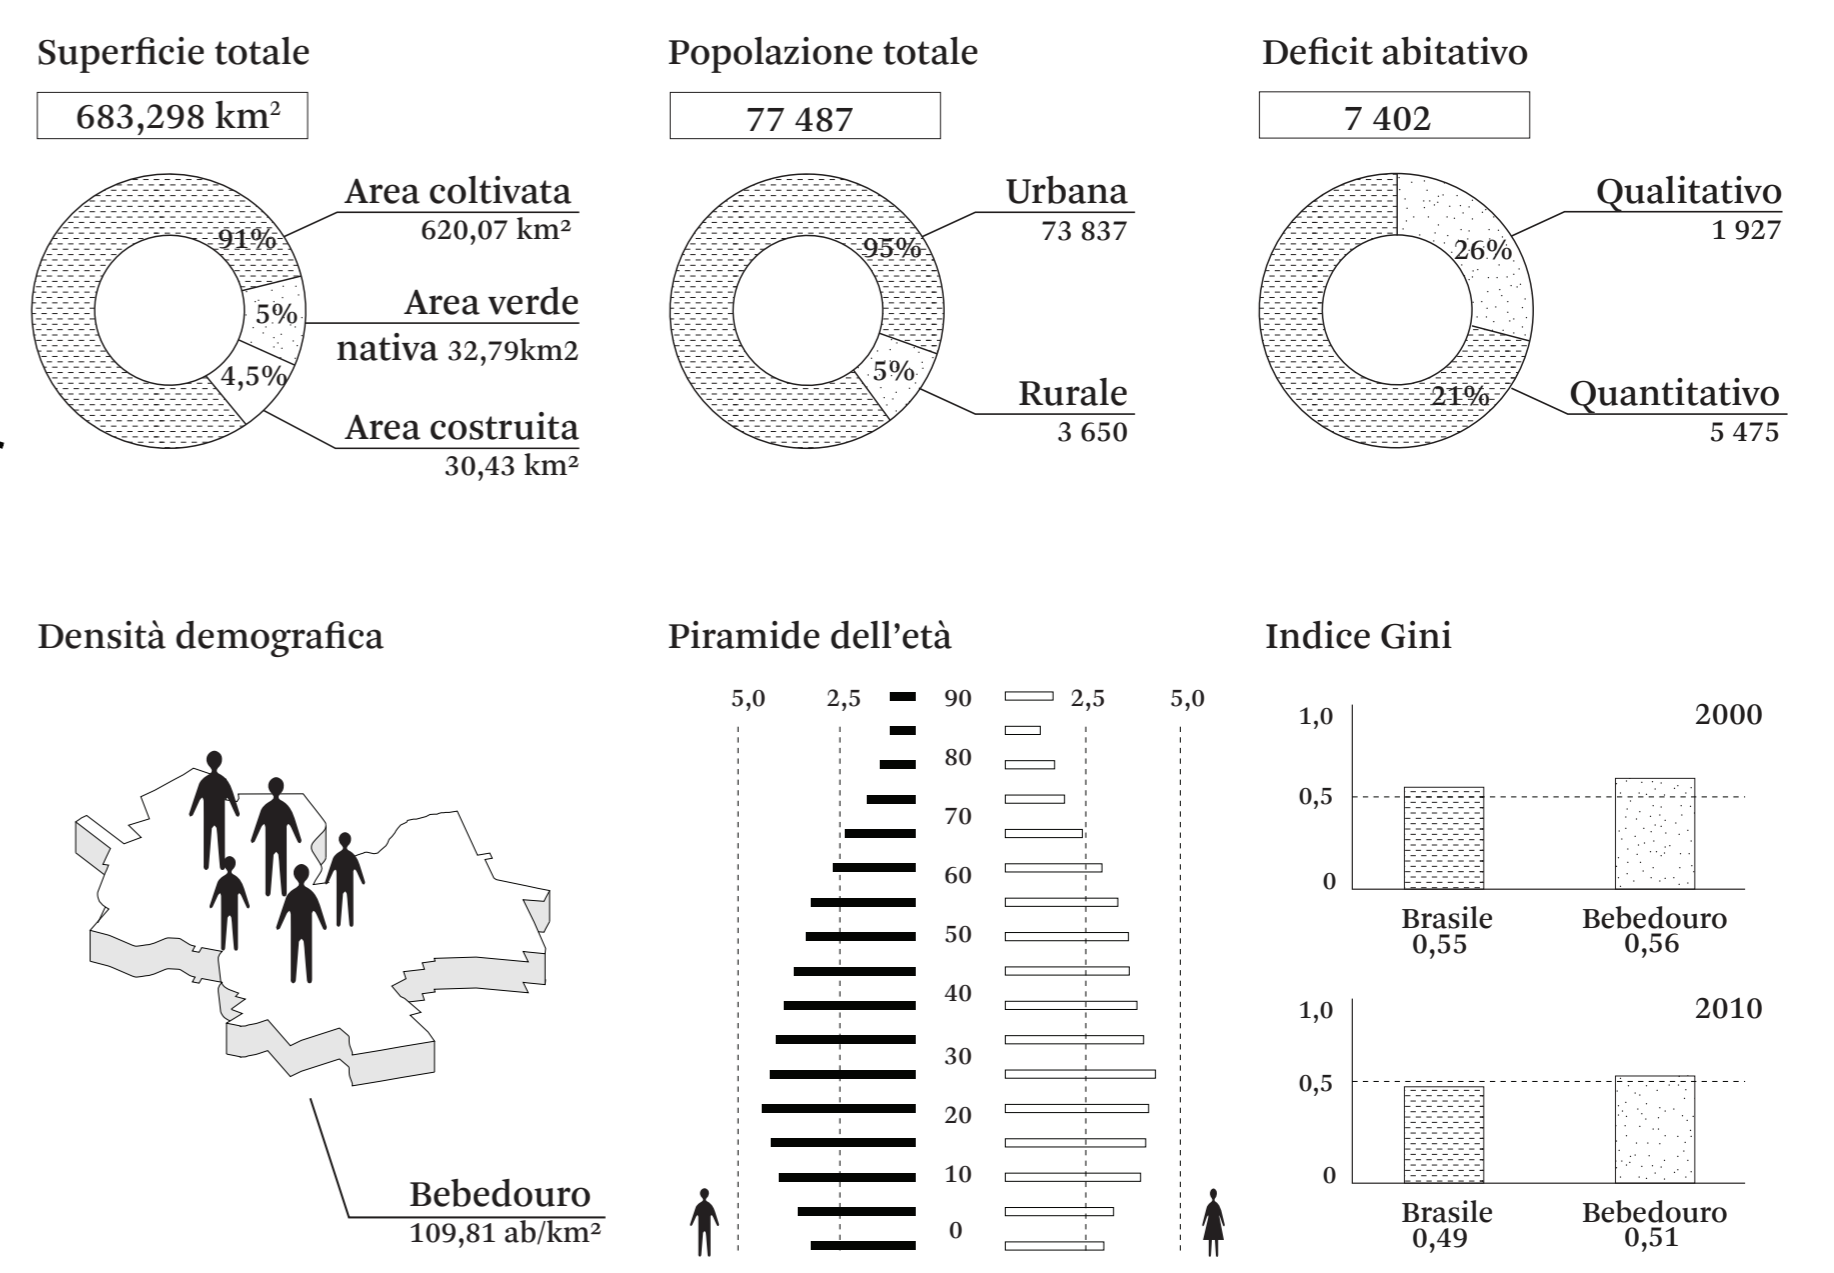 Superficie totale
683,298 km²
91%
Area coltivata
620,07 km²
5%
Area verde
nativa 32,79km2
4,5%
Area costruita
30,43 km²
Popolazione totale
77 487
95%
Urbana
73 837
5%
Rurale
3 650
Deficit abitativo
7 402
26%
Qualitativo
1 927
21%
Quantitativo
5 475
Densità demografica
Bebedouro
109,81 ab/km²
Piramide dell’età
5,0 2,5 90 2,5 5,0
80
70
60
50
40
30
20
10
0
Indice Gini
2000
1,0
0,5
0
Brasile Bebedouro
0,55 0,56
2010
1,0
0,5
0
Brasile Bebedouro
0,49 0,51